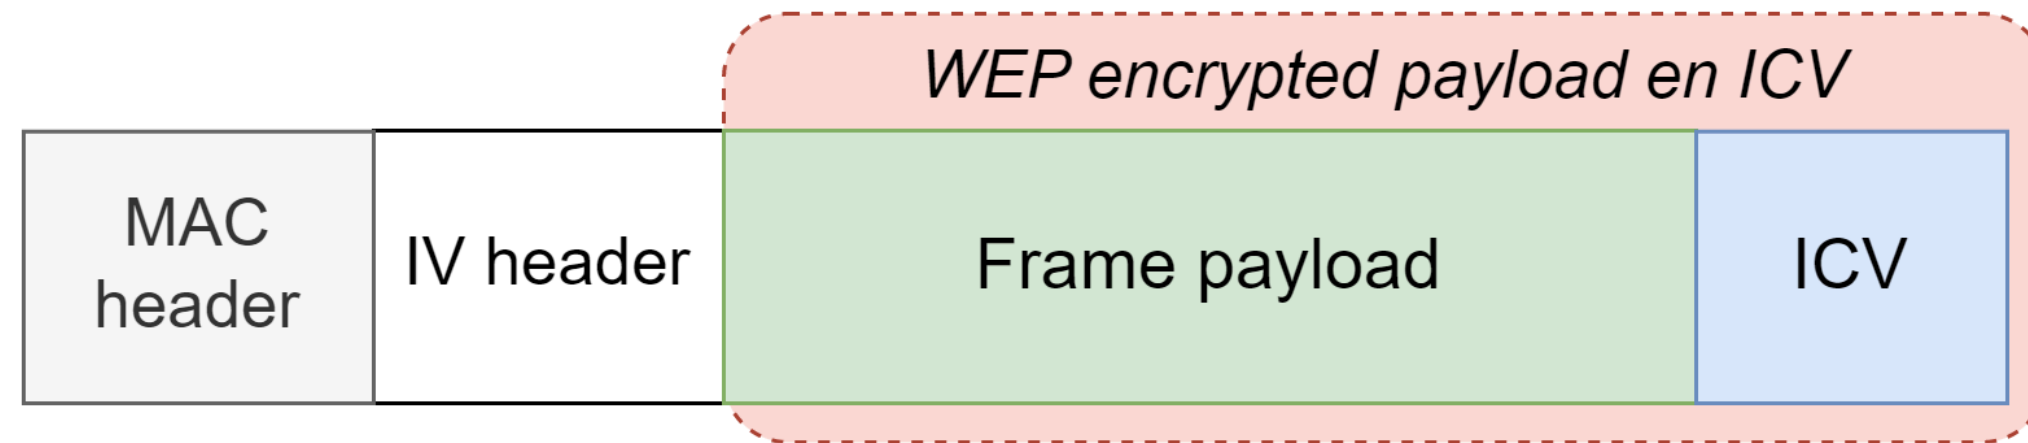 WEP encrypted payload en ICV
MAC
header
IV header
Frame payload
ICV